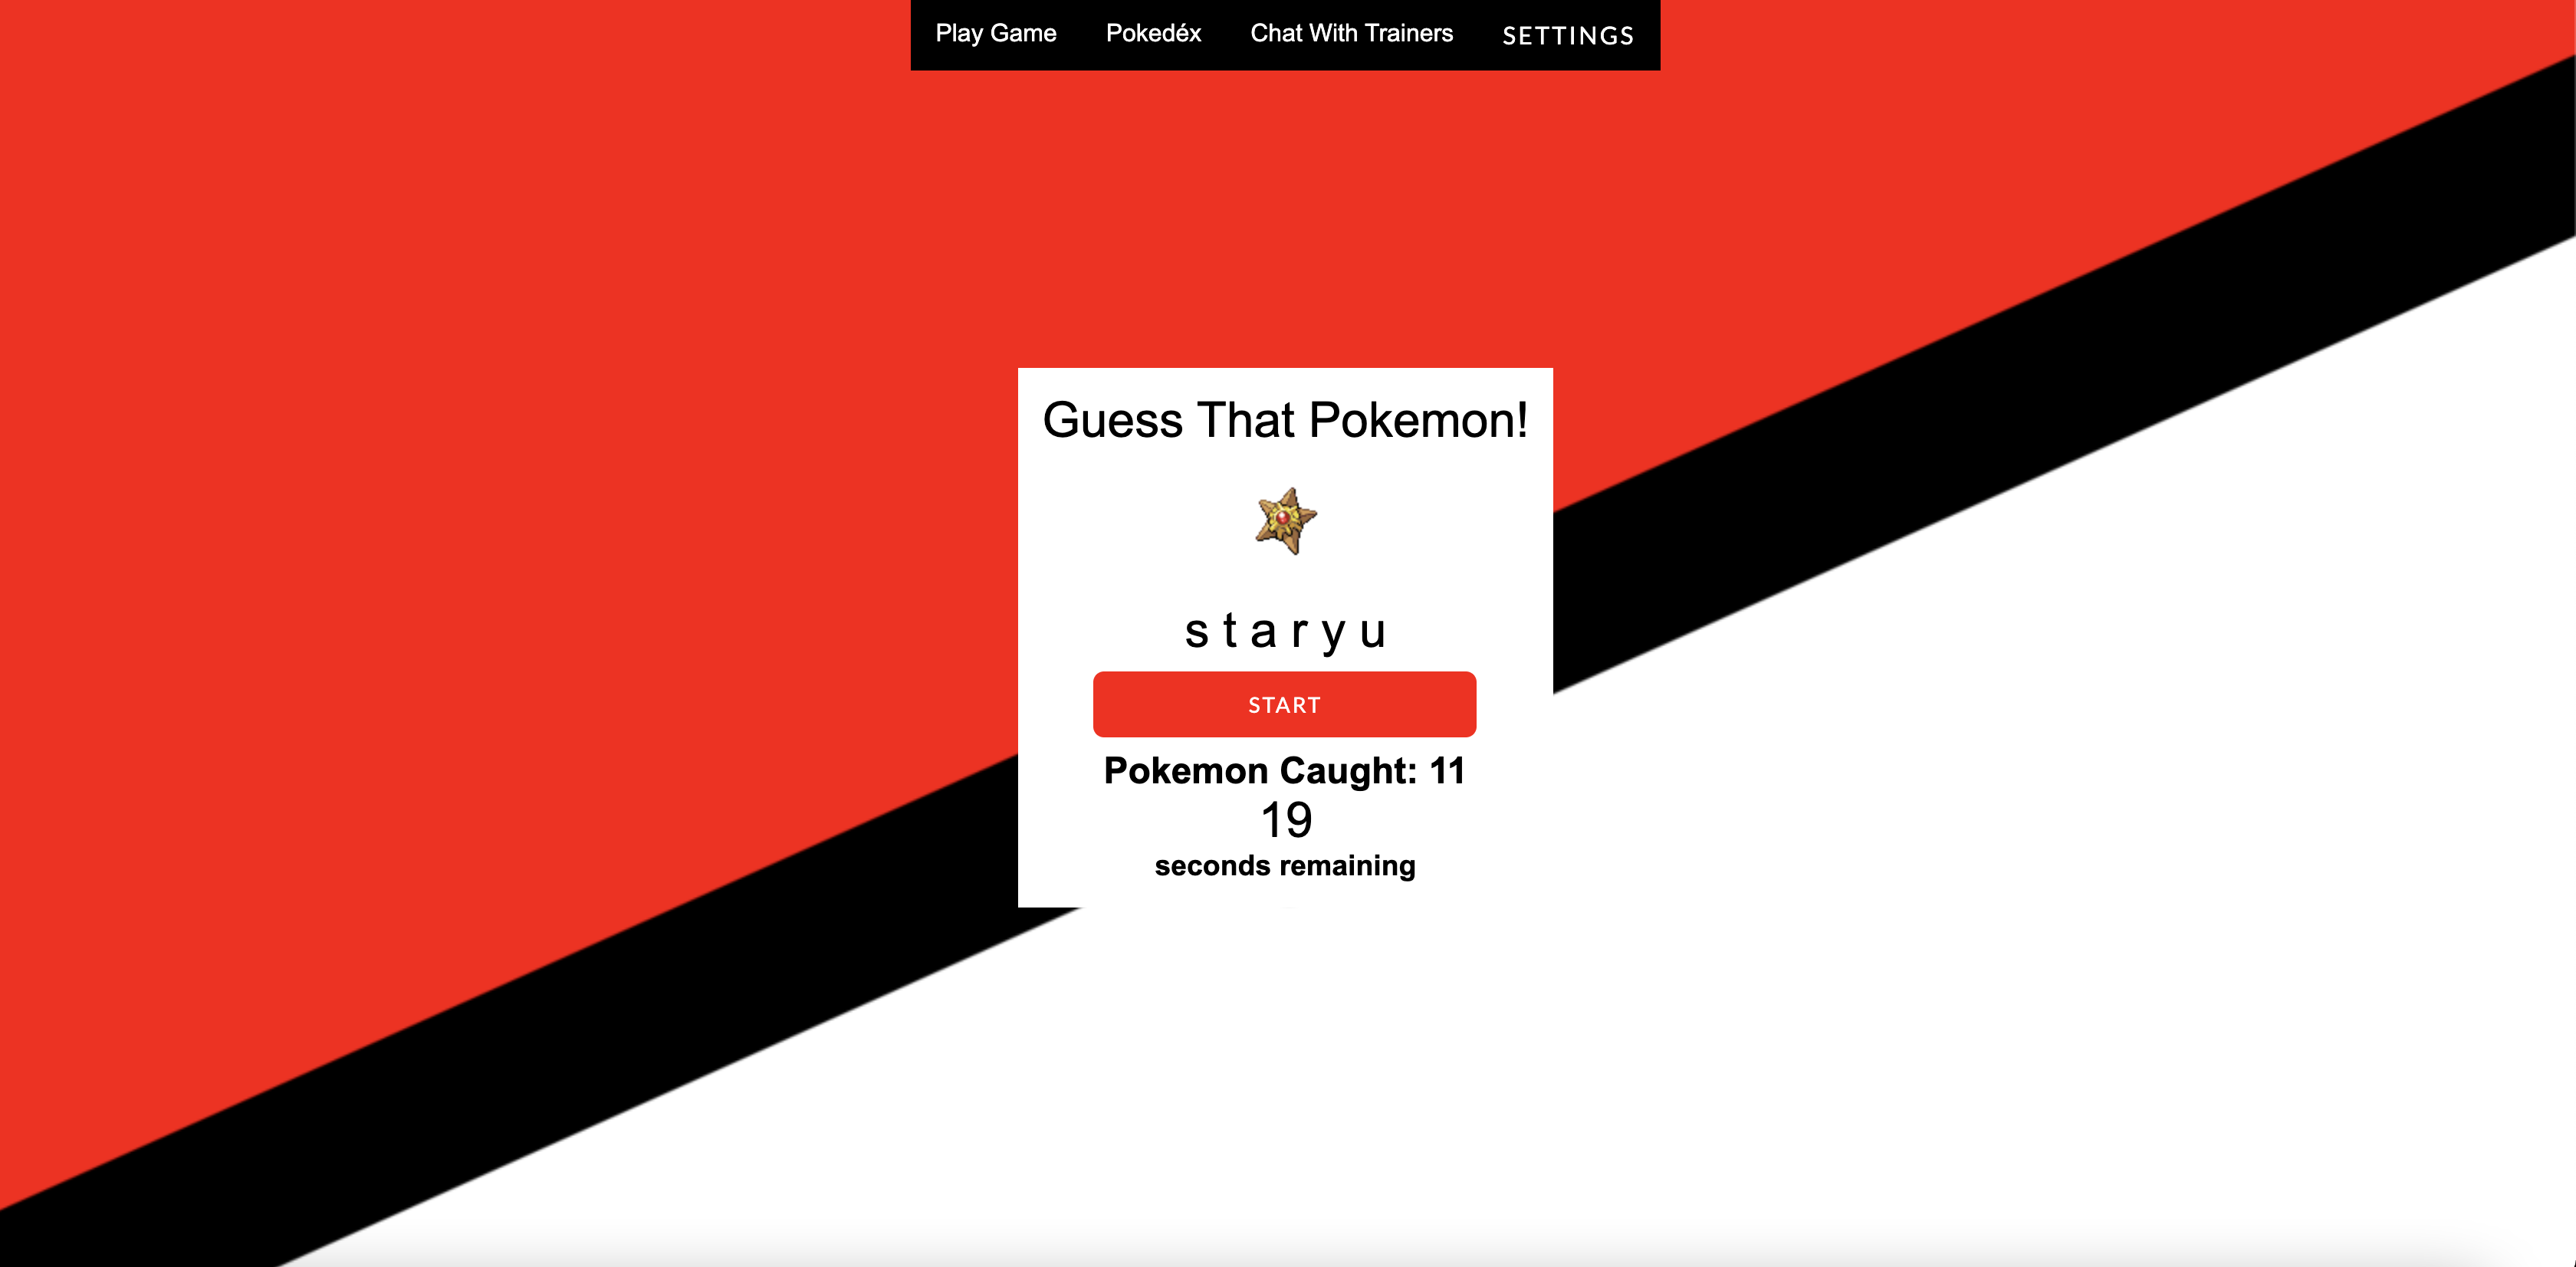 Play Game Pokedéx Chat With Trainers SETTINGS
Guess That Pokemon!
s t a r y u
START
Pokemon Caught: 11
19
seconds remaining